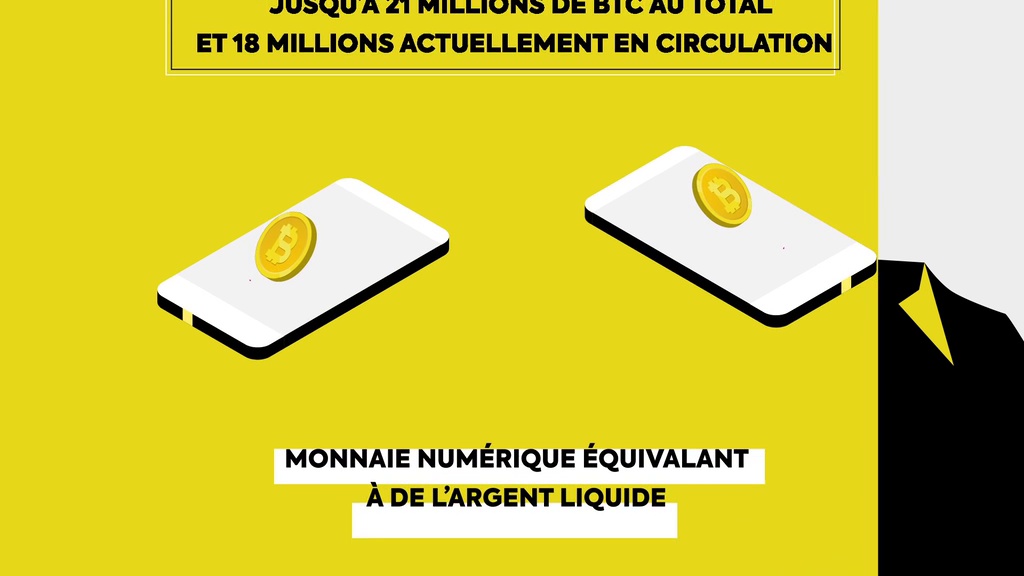 JUSQU'À 21 MILLIONS DE BTC AU TOTAL
ET 18 MILLIONS ACTUELLEMENT EN CIRCULATION
MONNAIE NUMÉRIQUE ÉQUIVALANT
À DE L’ARGENT LIQUIDE